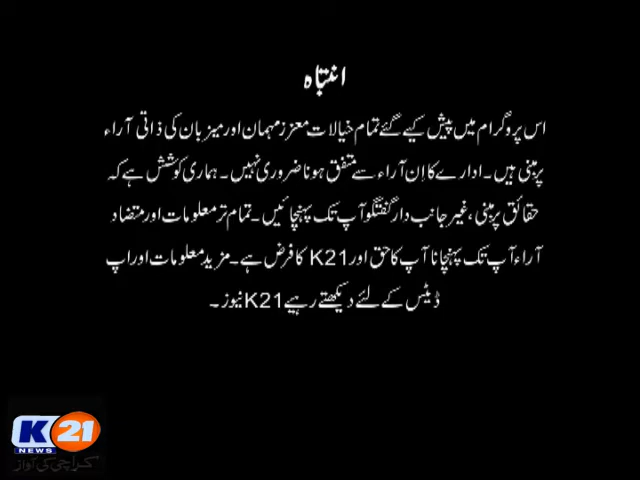 انتباہ
اس پروگرام میں پیش کیے گئے تمام خیالات معزز مہمان اور میزبان کی ذاتی آراء
پر مبنی ہیں۔ ادارے کا اِن آراء سے متفق ہونا ضروری نہیں۔ ہماری کوشش ہے کہ
حقائق پر مبنی ، غیر جانب دار گفتگو آپ تک پہنچائیں۔ تمام تر معلومات اور متضاد
آراء آپ تک پہنچانا آپ کا حق اور K21 کا فرض ہے۔ مزید معلومات اور اپ
ڈیٹس کے لئے دیکھتے رہیے K21 نیوز۔
K21
NEWS
کراچی کی آواز